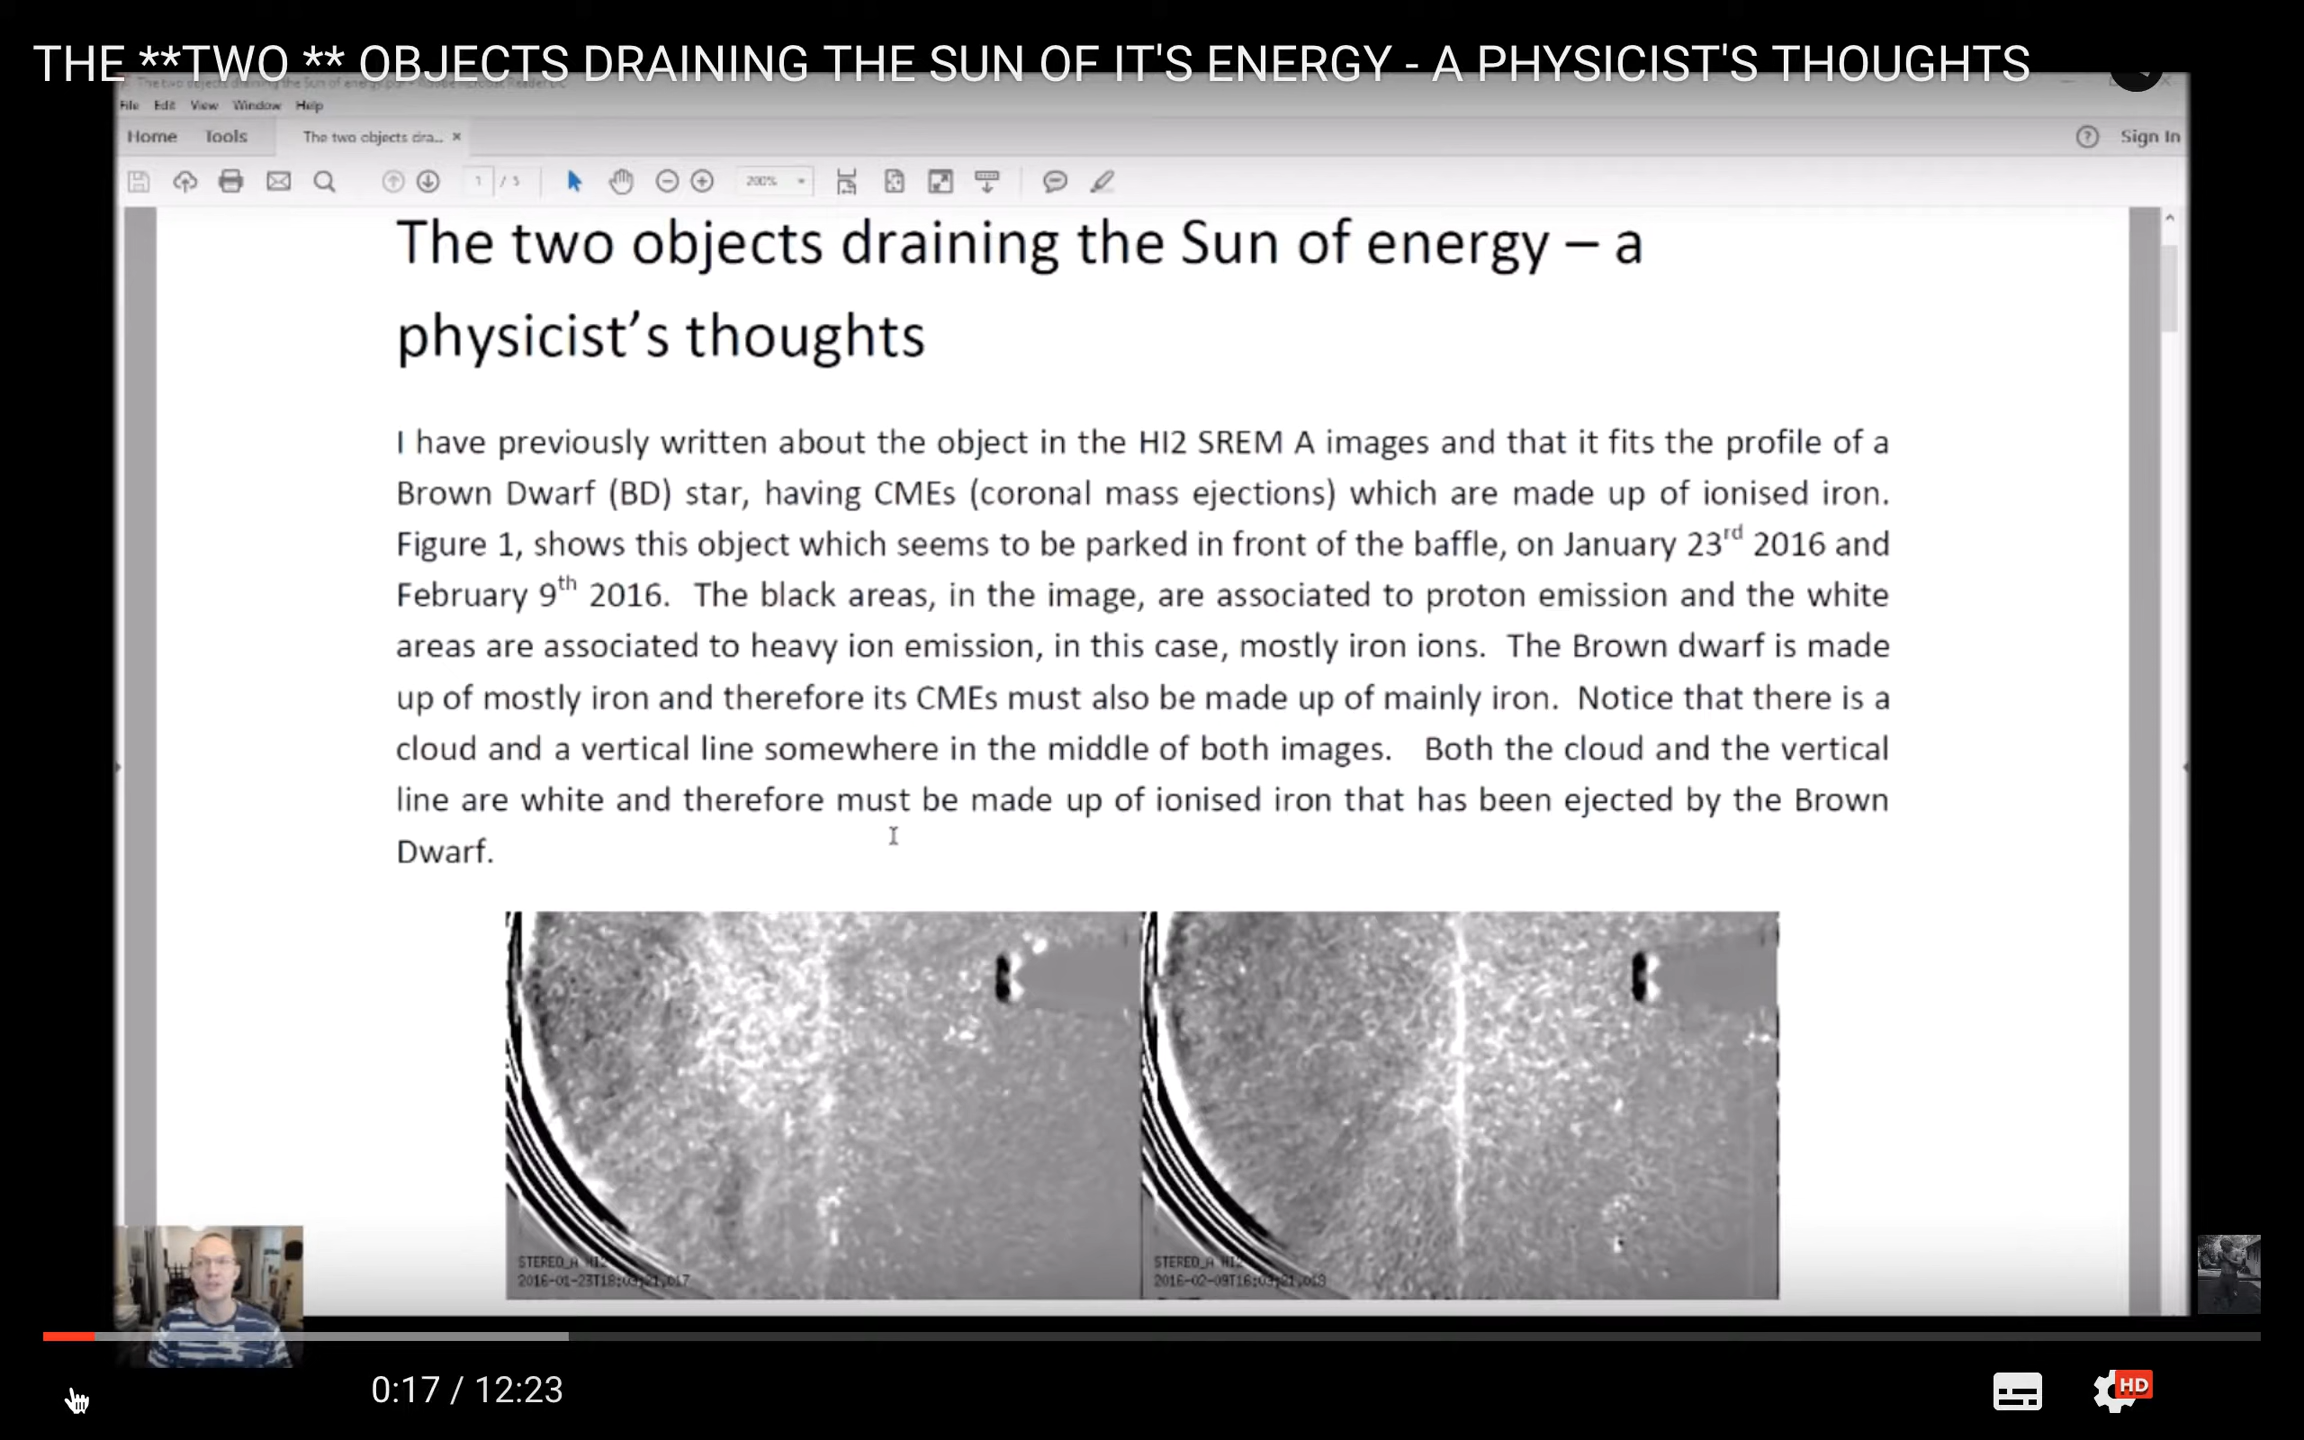 THE **TWO ** OBJECTS DRAINING THE SUN OF IT'S ENERGY - A PHYSICIST'S THOUGHTS
File Edit View Window Help
Home Tools The two objects dra... × Sign In
1 / 5 200%
The two objects draining the Sun of energy – a
physicist's thoughts
I have previously written about the object in the HI2 SREM A images and that it fits the profile of a
Brown Dwarf (BD) star, having CMEs (coronal mass ejections) which are made up of ionised iron.
Figure 1, shows this object which seems to be parked in front of the baffle, on January 23rd 2016 and
February 9th 2016. The black areas, in the image, are associated to proton emission and the white
areas are associated to heavy ion emission, in this case, mostly iron ions. The Brown dwarf is made
up of mostly iron and therefore its CMEs must also be made up of mainly iron. Notice that there is a
cloud and a vertical line somewhere in the middle of both images. Both the cloud and the vertical
line are white and therefore must be made up of ionised iron that has been ejected by the Brown
Dwarf.
STEREO_A HI2 STEREO_A HI2
0:17 / 12:23 HD